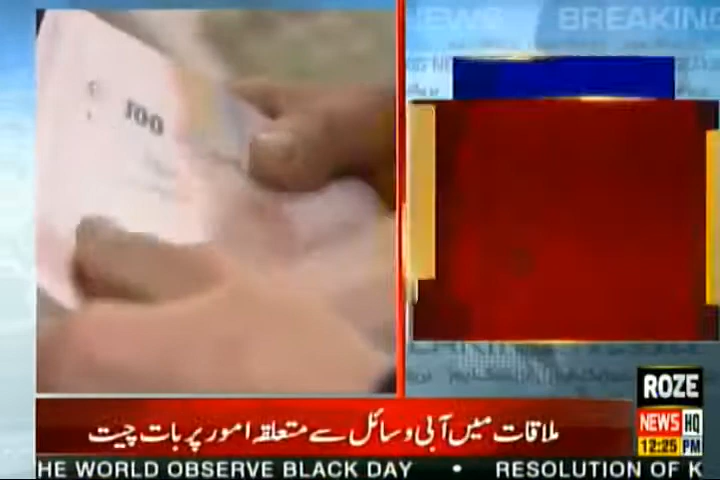 NEWS BREAKING
100
ROZE
NEWS HQ
12:25 PM
ملاقات میں آبی وسائل سے متعلقہ امور پر بات چیت
HE WORLD OBSERVE BLACK DAY • RESOLUTION OF K